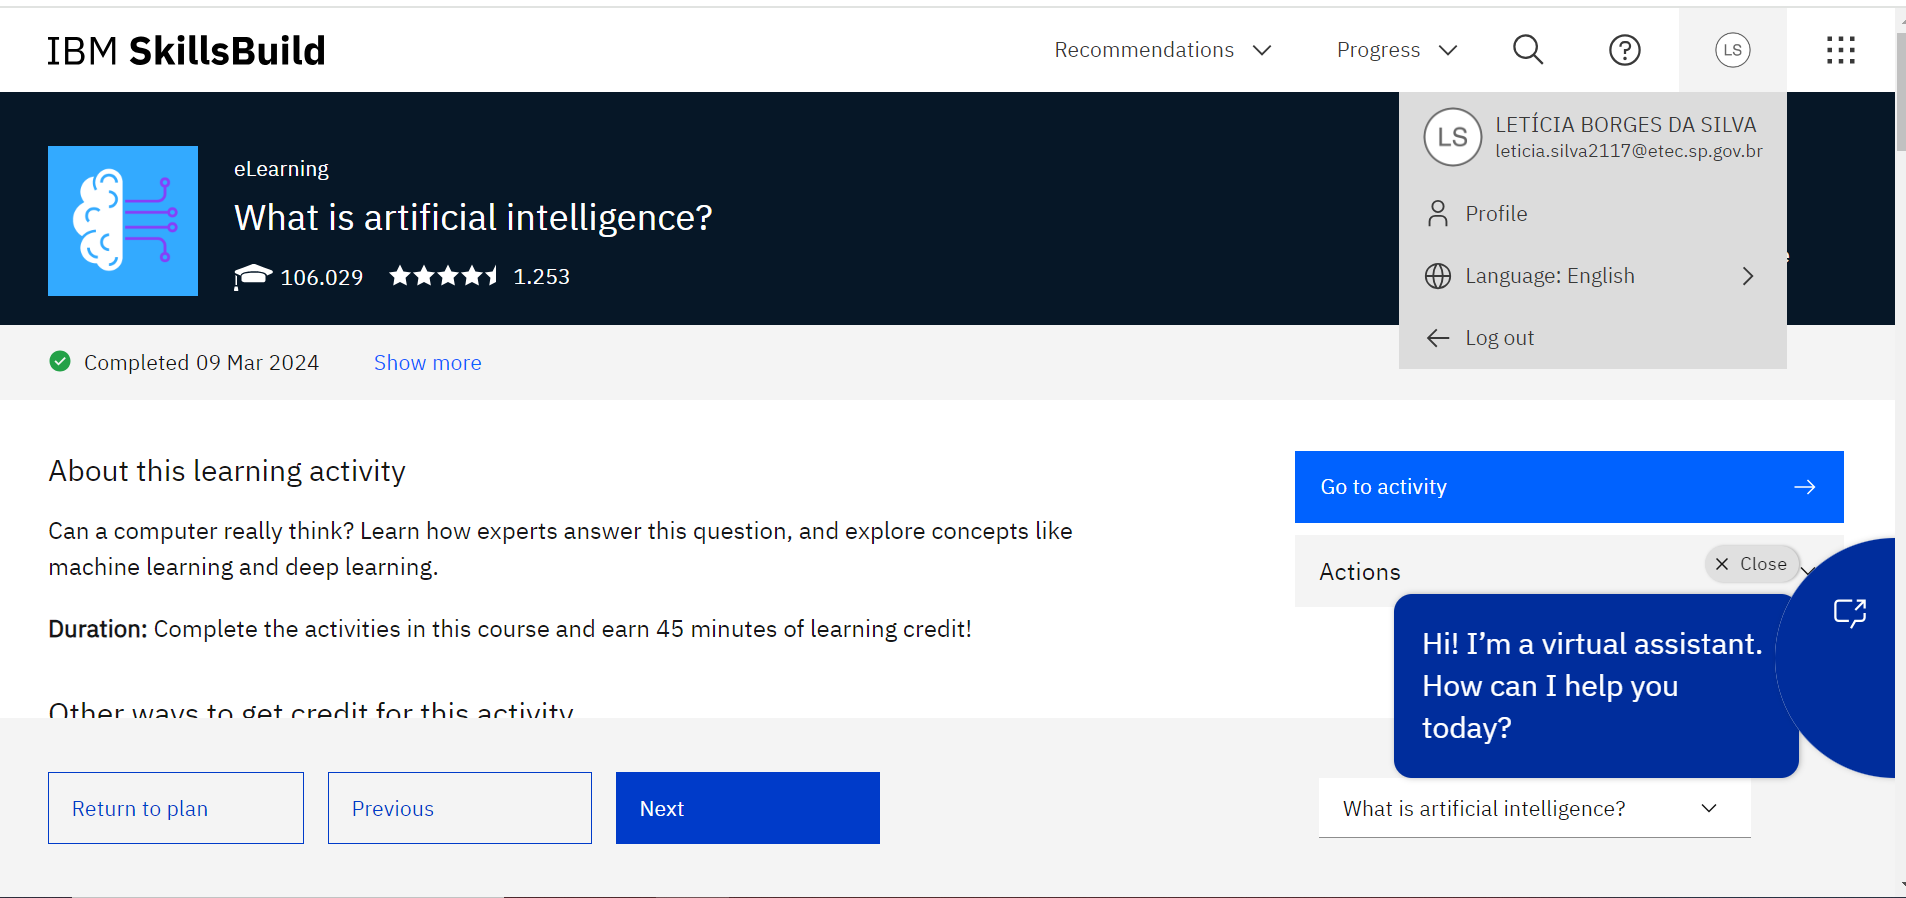 IBM SkillsBuild
Recommendations
Progress
LS
LS
LETÍCIA BORGES DA SILVA
leticia.silva2117@etec.sp.gov.br
Profile
Language: English
Log out
eLearning
What is artificial intelligence?
106.029
1.253
Completed 09 Mar 2024
Show more
About this learning activity
Can a computer really think? Learn how experts answer this question, and explore concepts like
machine learning and deep learning.
Duration: Complete the activities in this course and earn 45 minutes of learning credit!
Other ways to get credit for this activity
Go to activity
Actions
Close
Hi! I’m a virtual assistant.
How can I help you
today?
Return to plan
Previous
Next
What is artificial intelligence?